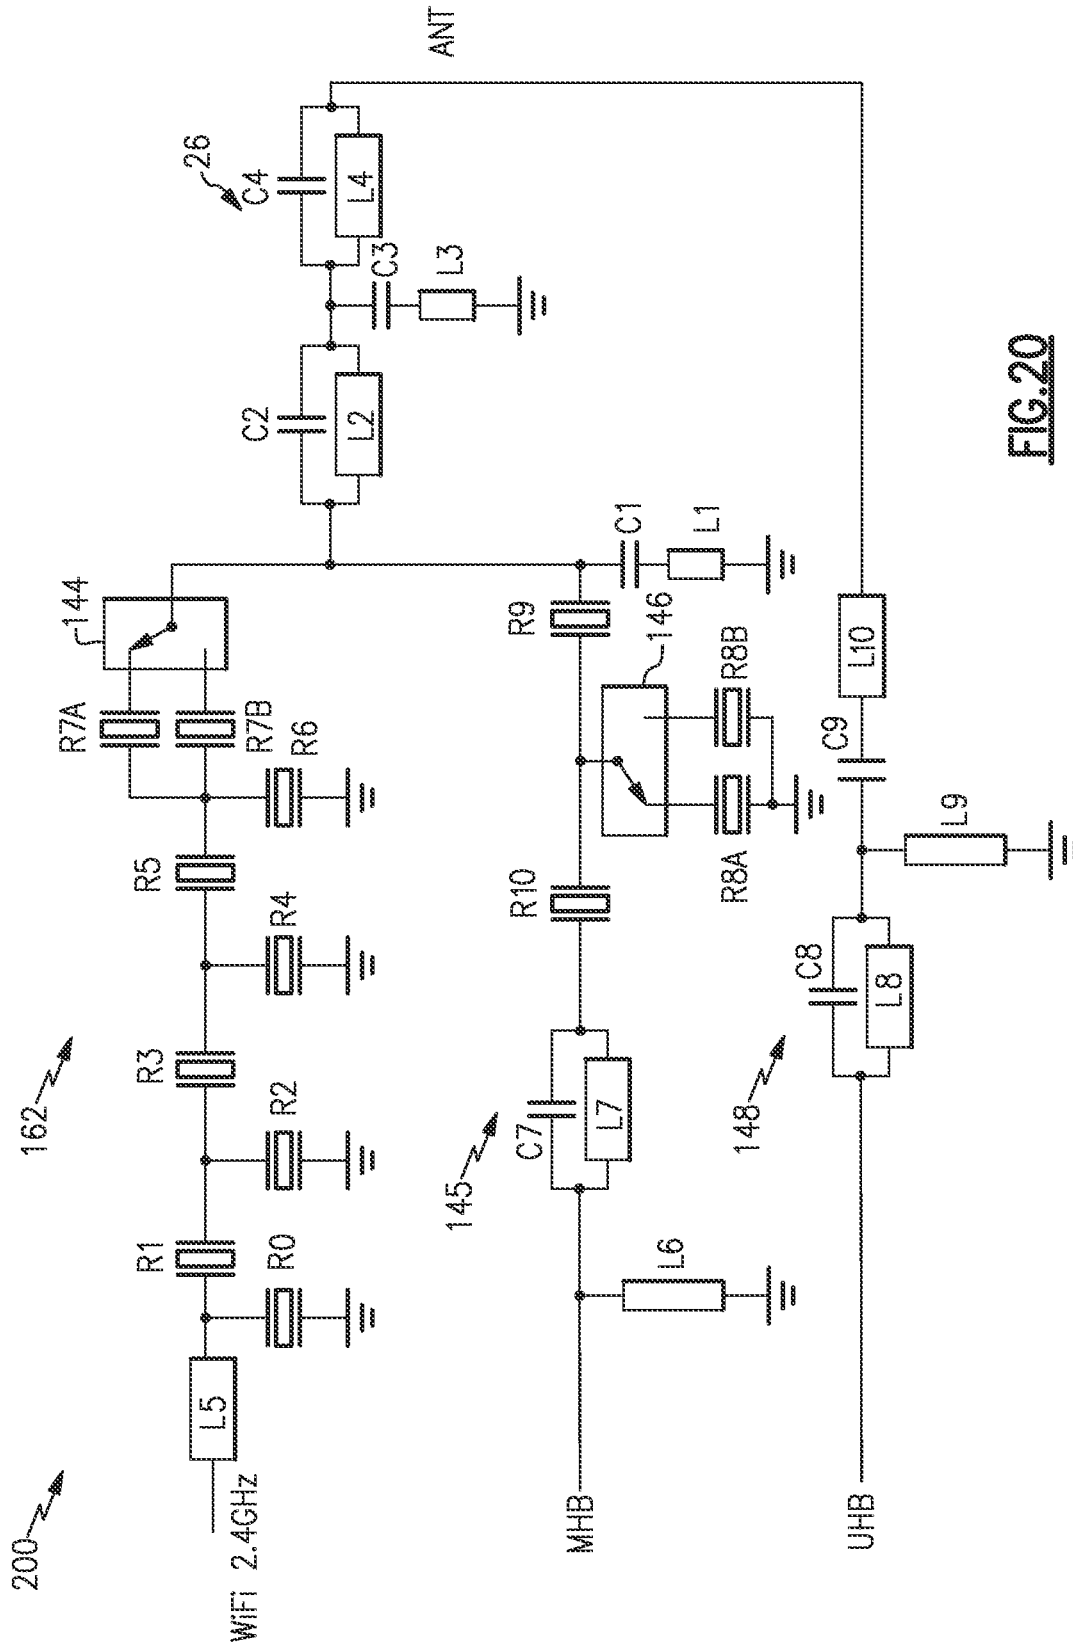 200
162
WiFi 2.4GHz
L5
R0
R1
R2
R3
R4
R5
R6
R7A
R7B
144
C2
L2
26
C4
L4
C3
L3
ANT
145
MHB
L6
C7
L7
R10
R9
146
R8A
R8B
C1
L1
148
UHB
C8
L8
L9
C9
L10
FIG.20